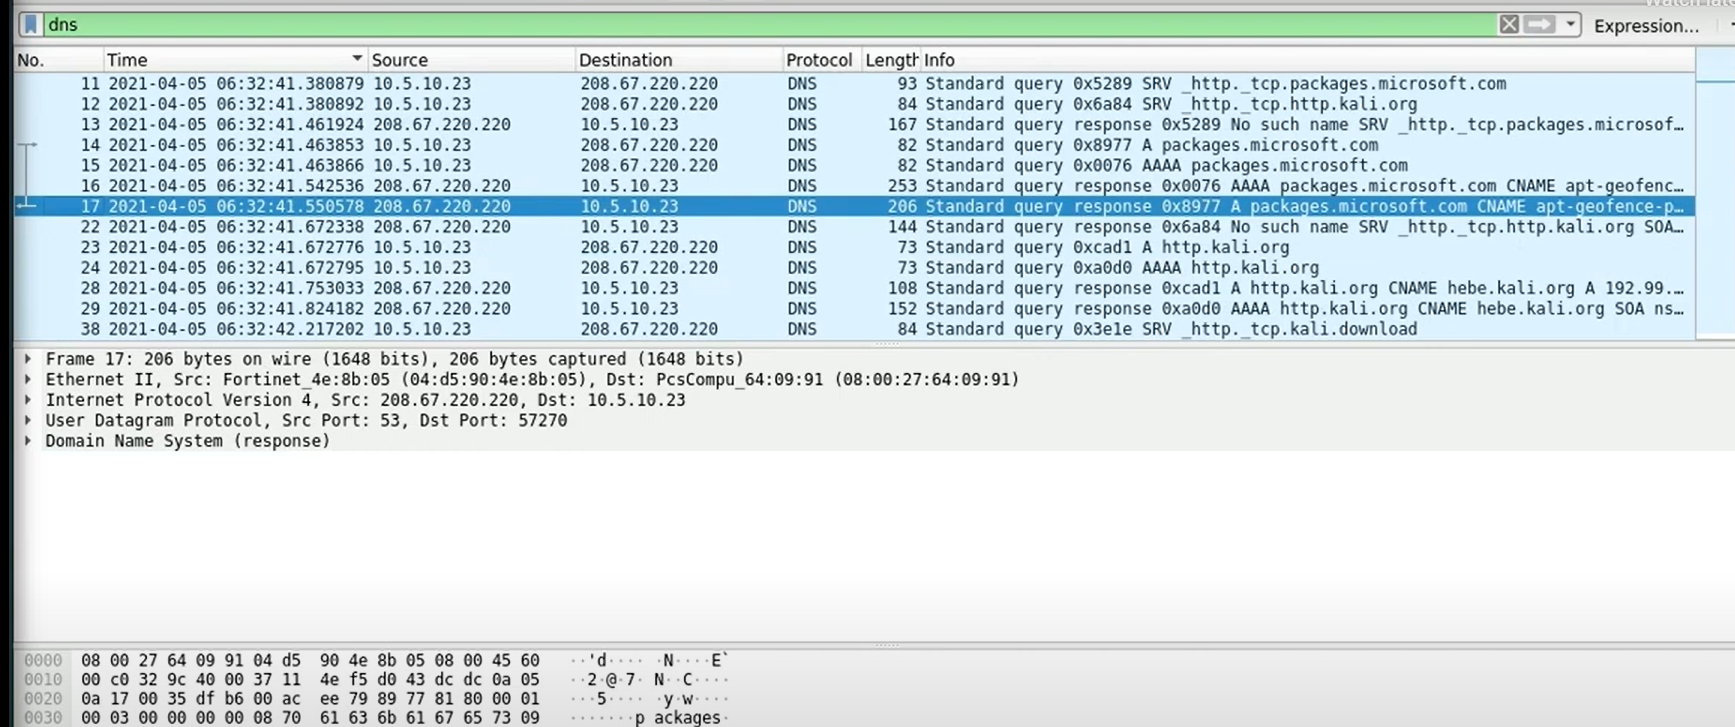 Watch late
dns
Expression...
No. Time Source Destination Protocol Length Info
11 2021-04-05 06:32:41.380879 10.5.10.23 208.67.220.220 DNS 93 Standard query 0x5289 SRV _http._tcp.packages.microsoft.com
12 2021-04-05 06:32:41.380892 10.5.10.23 208.67.220.220 DNS 84 Standard query 0x6a84 SRV _http._tcp.http.kali.org
13 2021-04-05 06:32:41.461924 208.67.220.220 10.5.10.23 DNS 167 Standard query response 0x5289 No such name SRV _http._tcp.packages.microsof…
14 2021-04-05 06:32:41.463853 10.5.10.23 208.67.220.220 DNS 82 Standard query 0x8977 A packages.microsoft.com
15 2021-04-05 06:32:41.463866 10.5.10.23 208.67.220.220 DNS 82 Standard query 0x0076 AAAA packages.microsoft.com
16 2021-04-05 06:32:41.542536 208.67.220.220 10.5.10.23 DNS 253 Standard query response 0x0076 AAAA packages.microsoft.com CNAME apt-geofenc…
17 2021-04-05 06:32:41.550578 208.67.220.220 10.5.10.23 DNS 206 Standard query response 0x8977 A packages.microsoft.com CNAME apt-geofence-p…
22 2021-04-05 06:32:41.672338 208.67.220.220 10.5.10.23 DNS 144 Standard query response 0x6a84 No such name SRV _http._tcp.http.kali.org SOA…
23 2021-04-05 06:32:41.672776 10.5.10.23 208.67.220.220 DNS 73 Standard query 0xcad1 A http.kali.org
24 2021-04-05 06:32:41.672795 10.5.10.23 208.67.220.220 DNS 73 Standard query 0xa0d0 AAAA http.kali.org
28 2021-04-05 06:32:41.753033 208.67.220.220 10.5.10.23 DNS 108 Standard query response 0xcad1 A http.kali.org CNAME hebe.kali.org A 192.99.…
29 2021-04-05 06:32:41.824182 208.67.220.220 10.5.10.23 DNS 152 Standard query response 0xa0d0 AAAA http.kali.org CNAME hebe.kali.org SOA ns…
38 2021-04-05 06:32:42.217202 10.5.10.23 208.67.220.220 DNS 84 Standard query 0x3e1e SRV _http._tcp.kali.download
Frame 17: 206 bytes on wire (1648 bits), 206 bytes captured (1648 bits)
Ethernet II, Src: Fortinet_4e:8b:05 (04:d5:90:4e:8b:05), Dst: PcsCompu_64:09:91 (08:00:27:64:09:91)
Internet Protocol Version 4, Src: 208.67.220.220, Dst: 10.5.10.23
User Datagram Protocol, Src Port: 53, Dst Port: 57270
Domain Name System (response)
0000 08 00 27 64 09 91 04 d5 90 4e 8b 05 08 00 45 60 ··'d···· ·N····E`
0010 00 c0 32 9c 40 00 37 11 4e f5 d0 43 dc dc 0a 05 ··2·@·7· N··C····
0020 0a 17 00 35 df b6 00 ac ee 79 89 77 81 80 00 01 ···5···· ·y·w····
0030 00 03 00 00 00 00 08 70 61 63 6b 61 67 65 73 09 ·······p ackages·